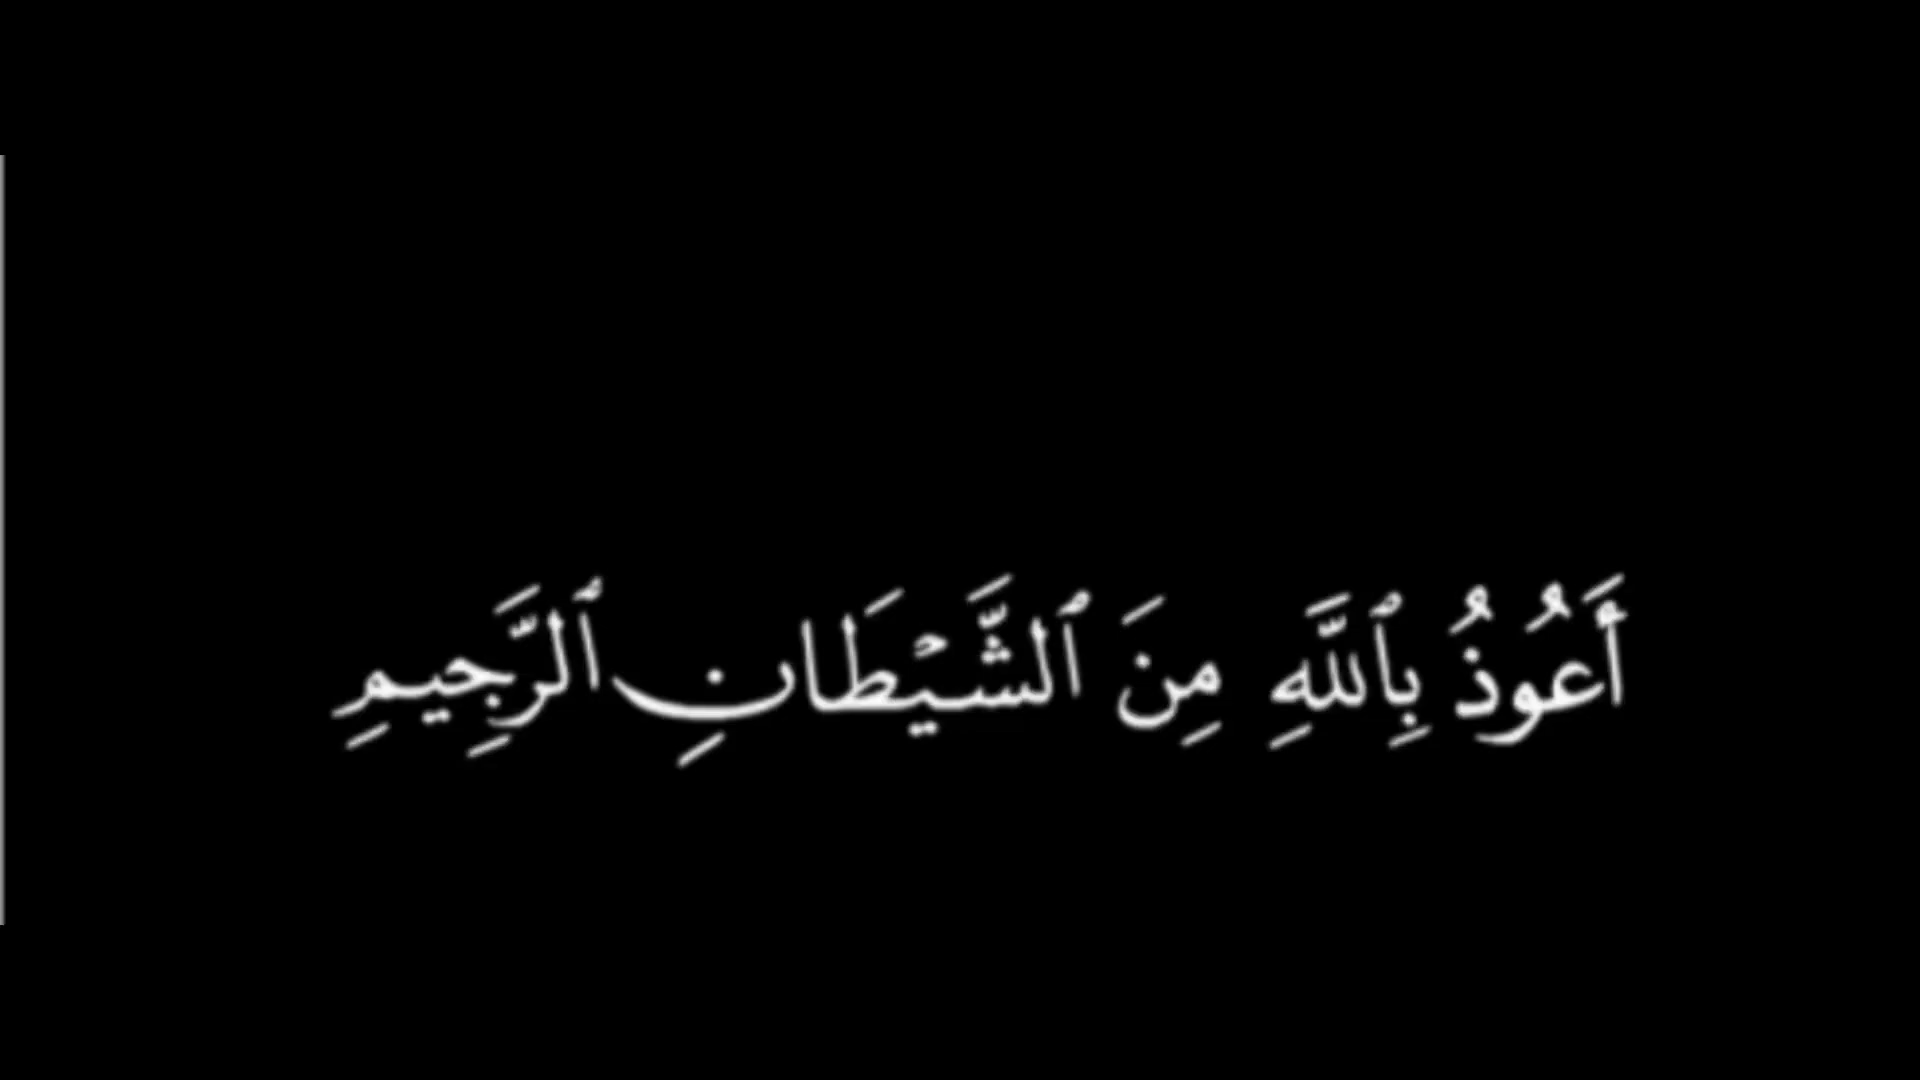 أَعُوذُ بِٱللَّهِ مِنَ ٱلشَّيۡطَانِ ٱلرَّجِيمِ